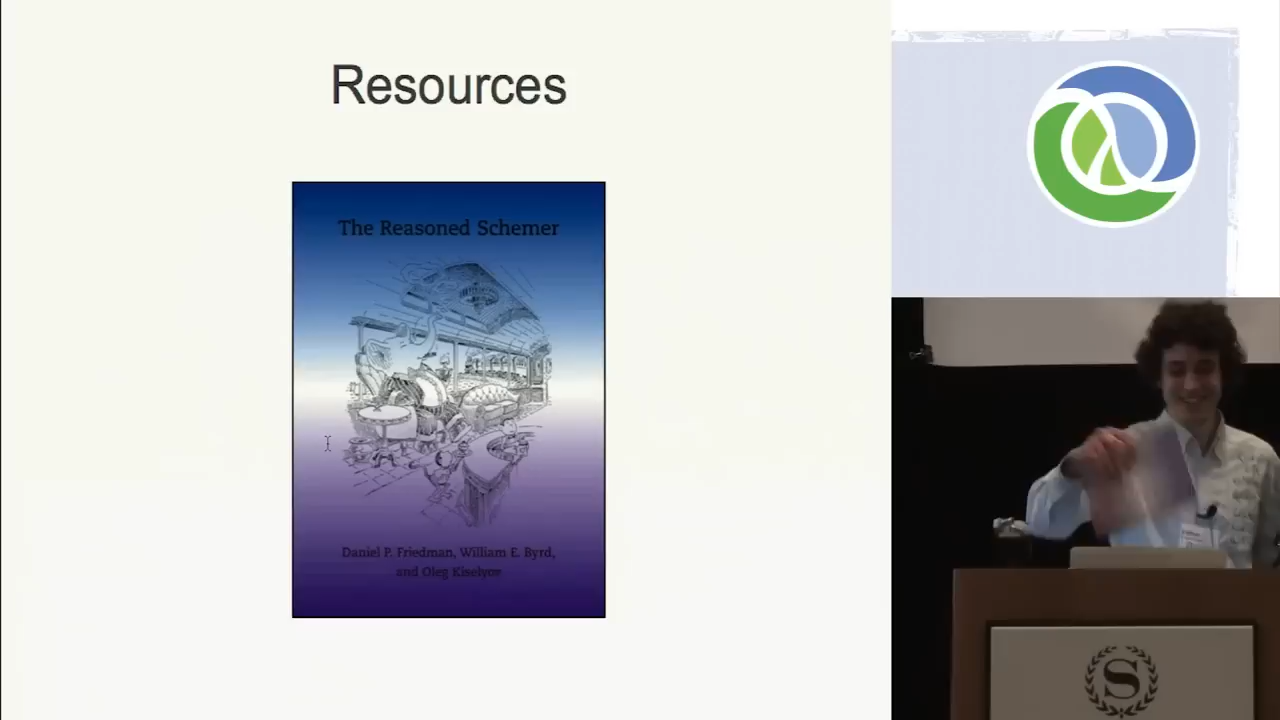 Resources
The Reasoned Schemer
Daniel P. Friedman, William E. Byrd,
and Oleg Kiselyov
S